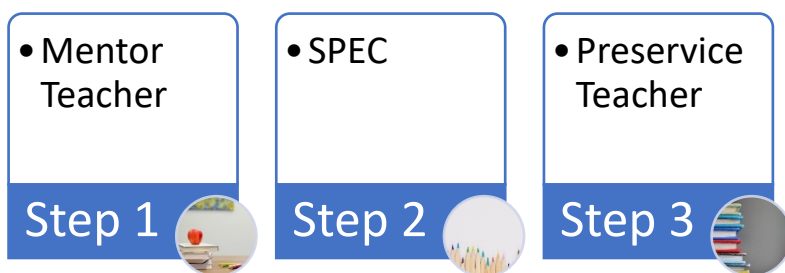 • Mentor
Teacher
Step 1
• SPEC
Step 2
• Preservice
Teacher
Step 3